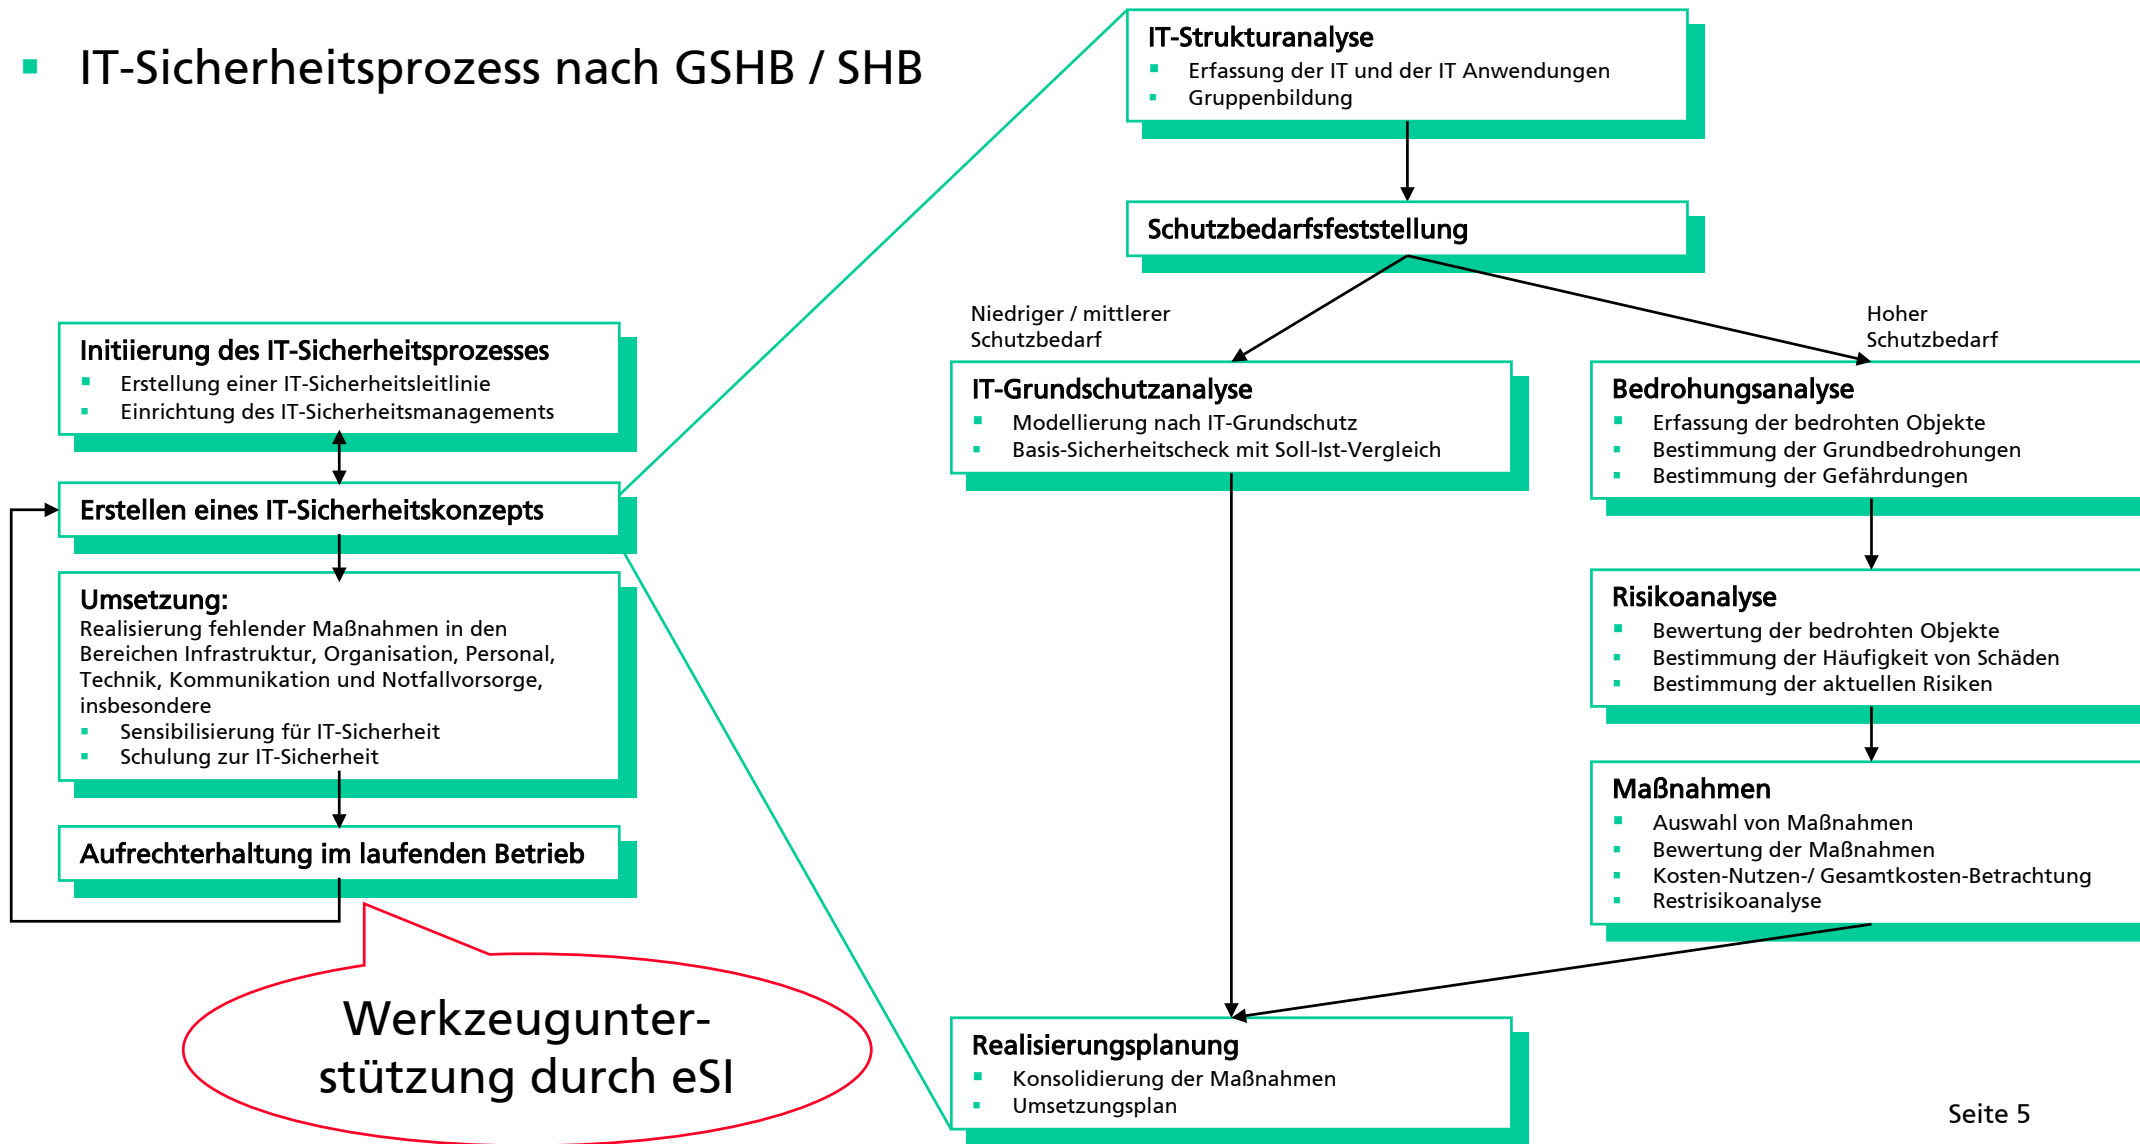 IT-Sicherheitsprozess nach GSHB / SHB
Initiierung des IT-Sicherheitsprozesses
Erstellung einer IT-Sicherheitsleitlinie
Einrichtung des IT-Sicherheitsmanagements
Erstellen eines IT-Sicherheitskonzepts
Umsetzung:
Realisierung fehlender Maßnahmen in den
Bereichen Infrastruktur, Organisation, Personal,
Technik, Kommunikation und Notfallvorsorge,
insbesondere
Sensibilisierung für IT-Sicherheit
Schulung zur IT-Sicherheit
Aufrechterhaltung im laufenden Betrieb
Werkzeugunter-
stützung durch eSI
IT-Strukturanalyse
Erfassung der IT und der IT Anwendungen
Gruppenbildung
Schutzbedarfsfeststellung
Niedriger / mittlerer
Schutzbedarf
IT-Grundschutzanalyse
Modellierung nach IT-Grundschutz
Basis-Sicherheitscheck mit Soll-Ist-Vergleich
Hoher
Schutzbedarf
Bedrohungsanalyse
Erfassung der bedrohten Objekte
Bestimmung der Grundbedrohungen
Bestimmung der Gefährdungen
Risikoanalyse
Bewertung der bedrohten Objekte
Bestimmung der Häufigkeit von Schäden
Bestimmung der aktuellen Risiken
Maßnahmen
Auswahl von Maßnahmen
Bewertung der Maßnahmen
Kosten-Nutzen-/ Gesamtkosten-Betrachtung
Restrisikoanalyse
Realisierungsplanung
Konsolidierung der Maßnahmen
Umsetzungsplan
Seite 5